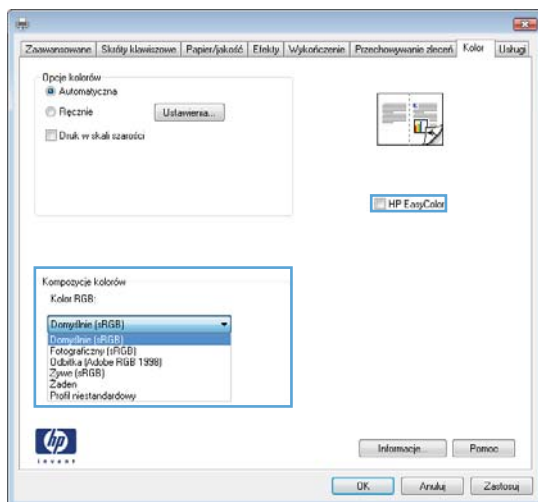 Zaawansowane Skróty klawiszowe Papier/jakość Efekty Wykończenie Przechowywanie zleceń Kolor Usługi
Opcje kolorów
Automatyczna
Ręcznie Ustawienia...
Druk w skali szarości
HP EasyColor
Kompozycje kolorów
Kolor RGB:
Domyślnie (sRGB)
Domyślnie (sRGB)
Fotograficzny (sRGB)
Odbitka (Adobe RGB 1998)
Żywe (sRGB)
Żaden
Profil niestandardowy
hp
invent
Informacje... Pomoc
OK Anuluj Zastosuj